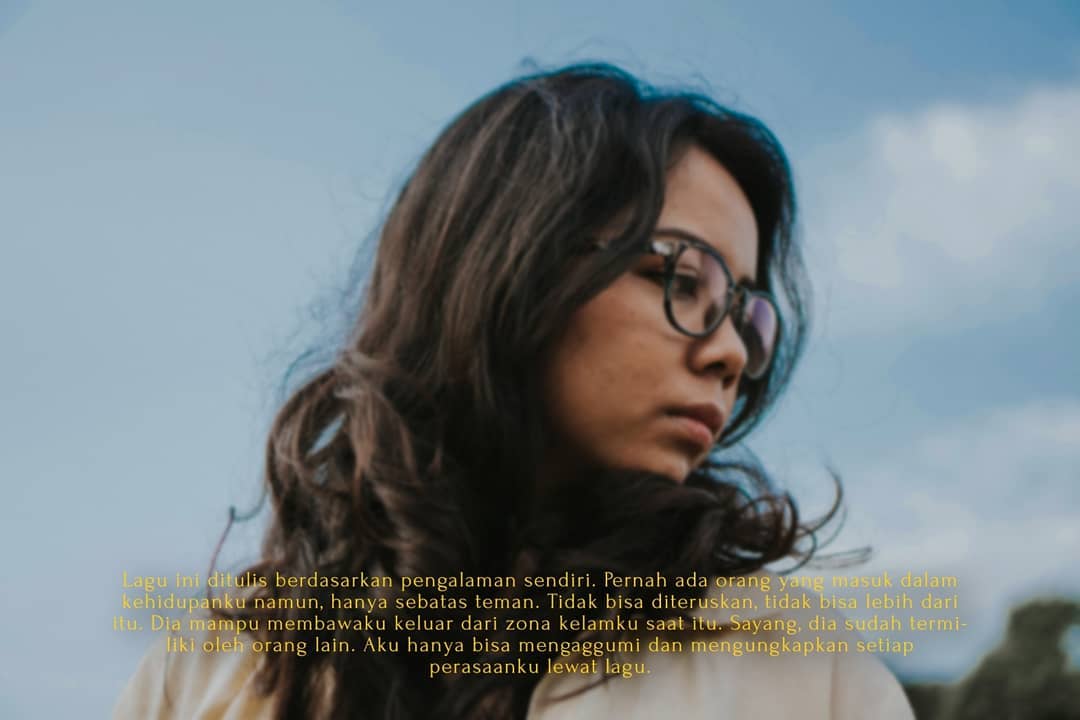 Lagu ini ditulis berdasarkan pengalaman sendiri. Pernah ada orang yang masuk dalam
kehidupanku namun, hanya sebatas teman. Tidak bisa diteruskan, tidak bisa lebih dari
itu. Dia mampu membawaku keluar dari zona kelamku saat itu. Sayang, dia sudah termi-
liki oleh orang lain. Aku hanya bisa mengaggumi dan mengungkapkan setiap
perasaanku lewat lagu.